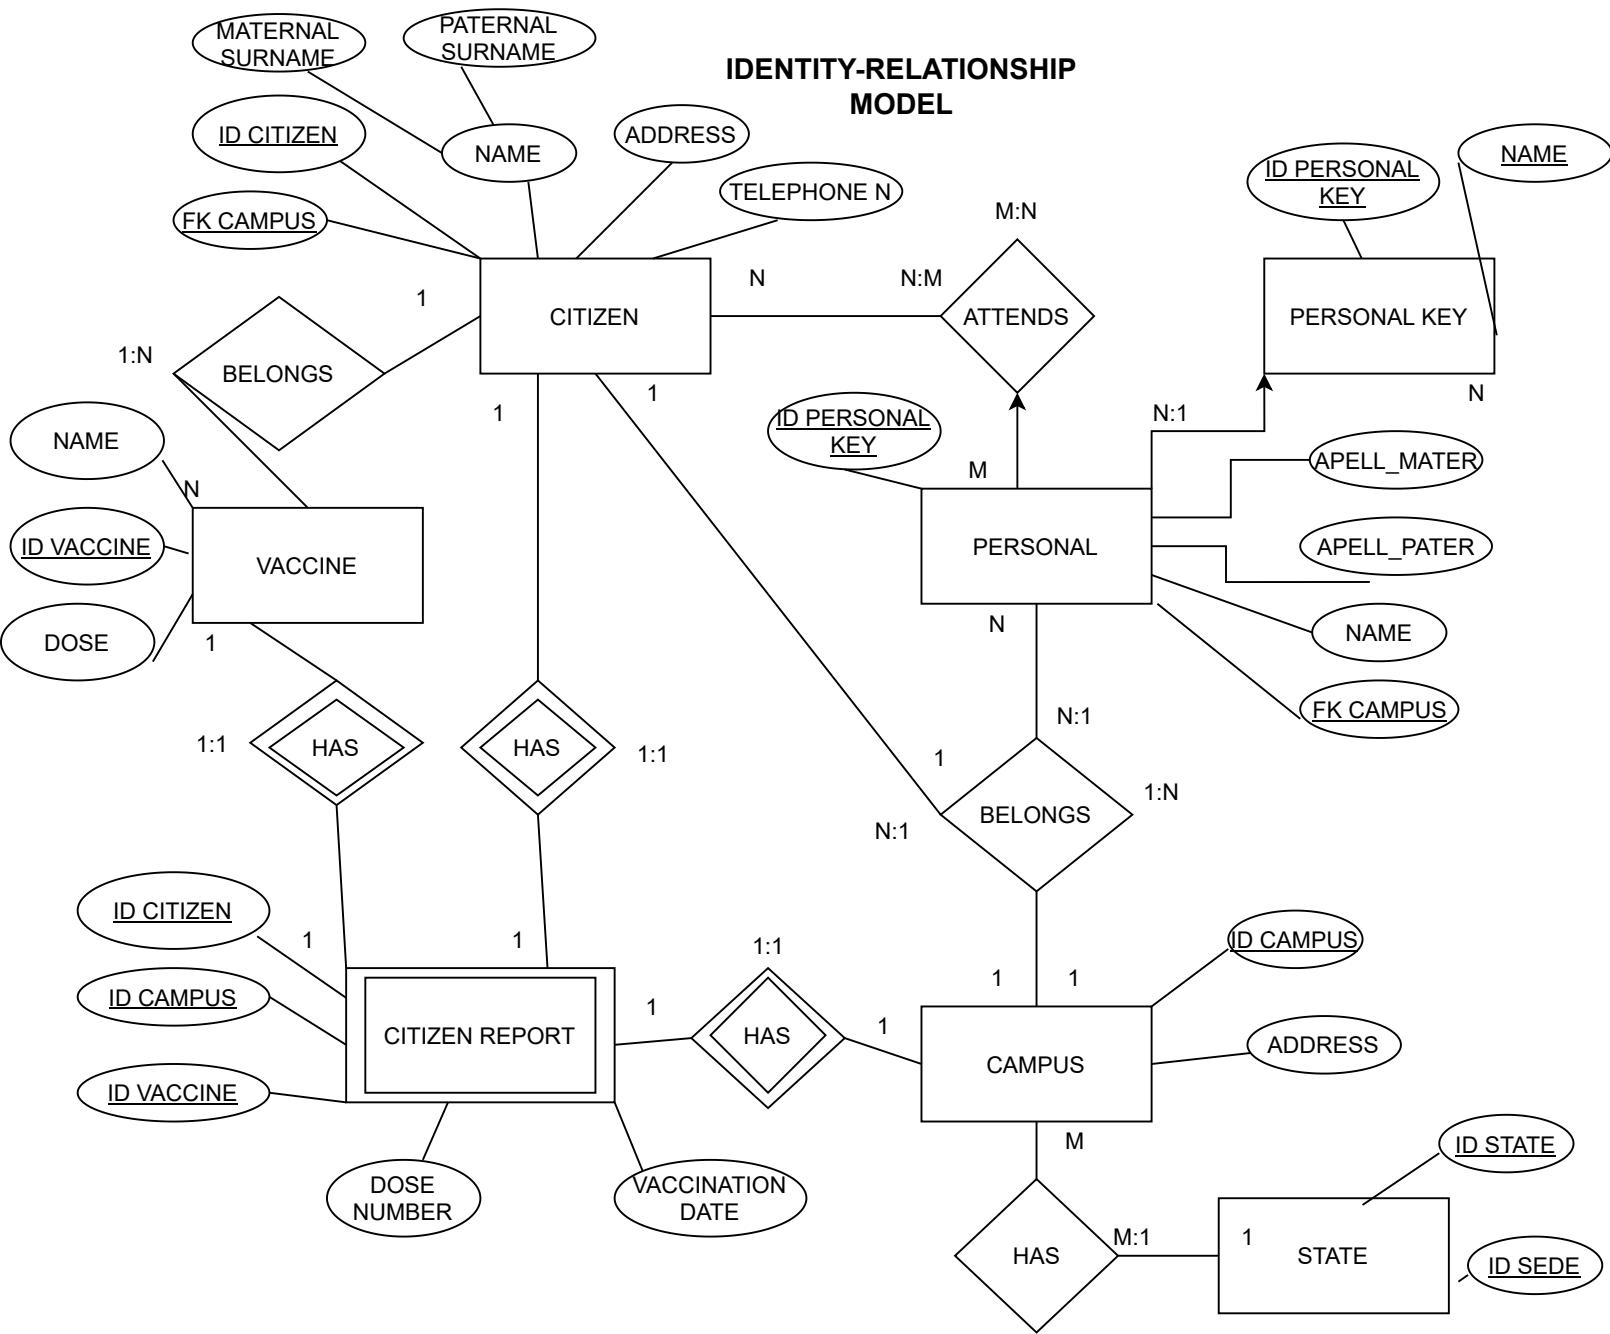 MATERNAL
SURNAME
PATERNAL
SURNAME
IDENTITY-RELATIONSHIP
MODEL
ID CITIZEN
NAME
ADDRESS
NAME
ID PERSONAL
KEY
FK CAMPUS
TELEPHONE N
M:N
1
N
N:M
CITIZEN
ATTENDS
PERSONAL KEY
1:N
BELONGS
1
1
N
N:1
ID PERSONAL
KEY
M
NAME
N
APELL_MATER
ID VACCINE
VACCINE
PERSONAL
APELL_PATER
DOSE
1
N
NAME
1:1
HAS
HAS
1:1
N:1
FK CAMPUS
1
1:N
N:1
BELONGS
ID CITIZEN
1
1
1:1
ID CAMPUS
ID CAMPUS
1
1
1
1
CITIZEN REPORT
HAS
CAMPUS
ADDRESS
ID VACCINE
M
ID STATE
DOSE
NUMBER
VACCINATION
DATE
HAS
M:1
1
STATE
ID SEDE